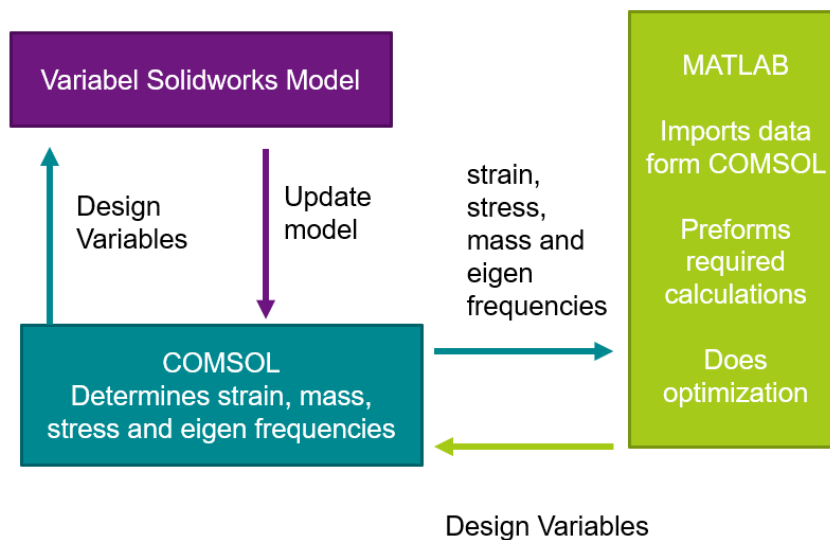 Variabel Solidworks Model
Design
Variables
Update
model
strain,
stress,
mass and
eigen
frequencies
MATLAB
Imports data
form COMSOL
Preforms
required
calculations
Does
optimization
COMSOL
Determines strain, mass,
stress and eigen frequencies
Design Variables